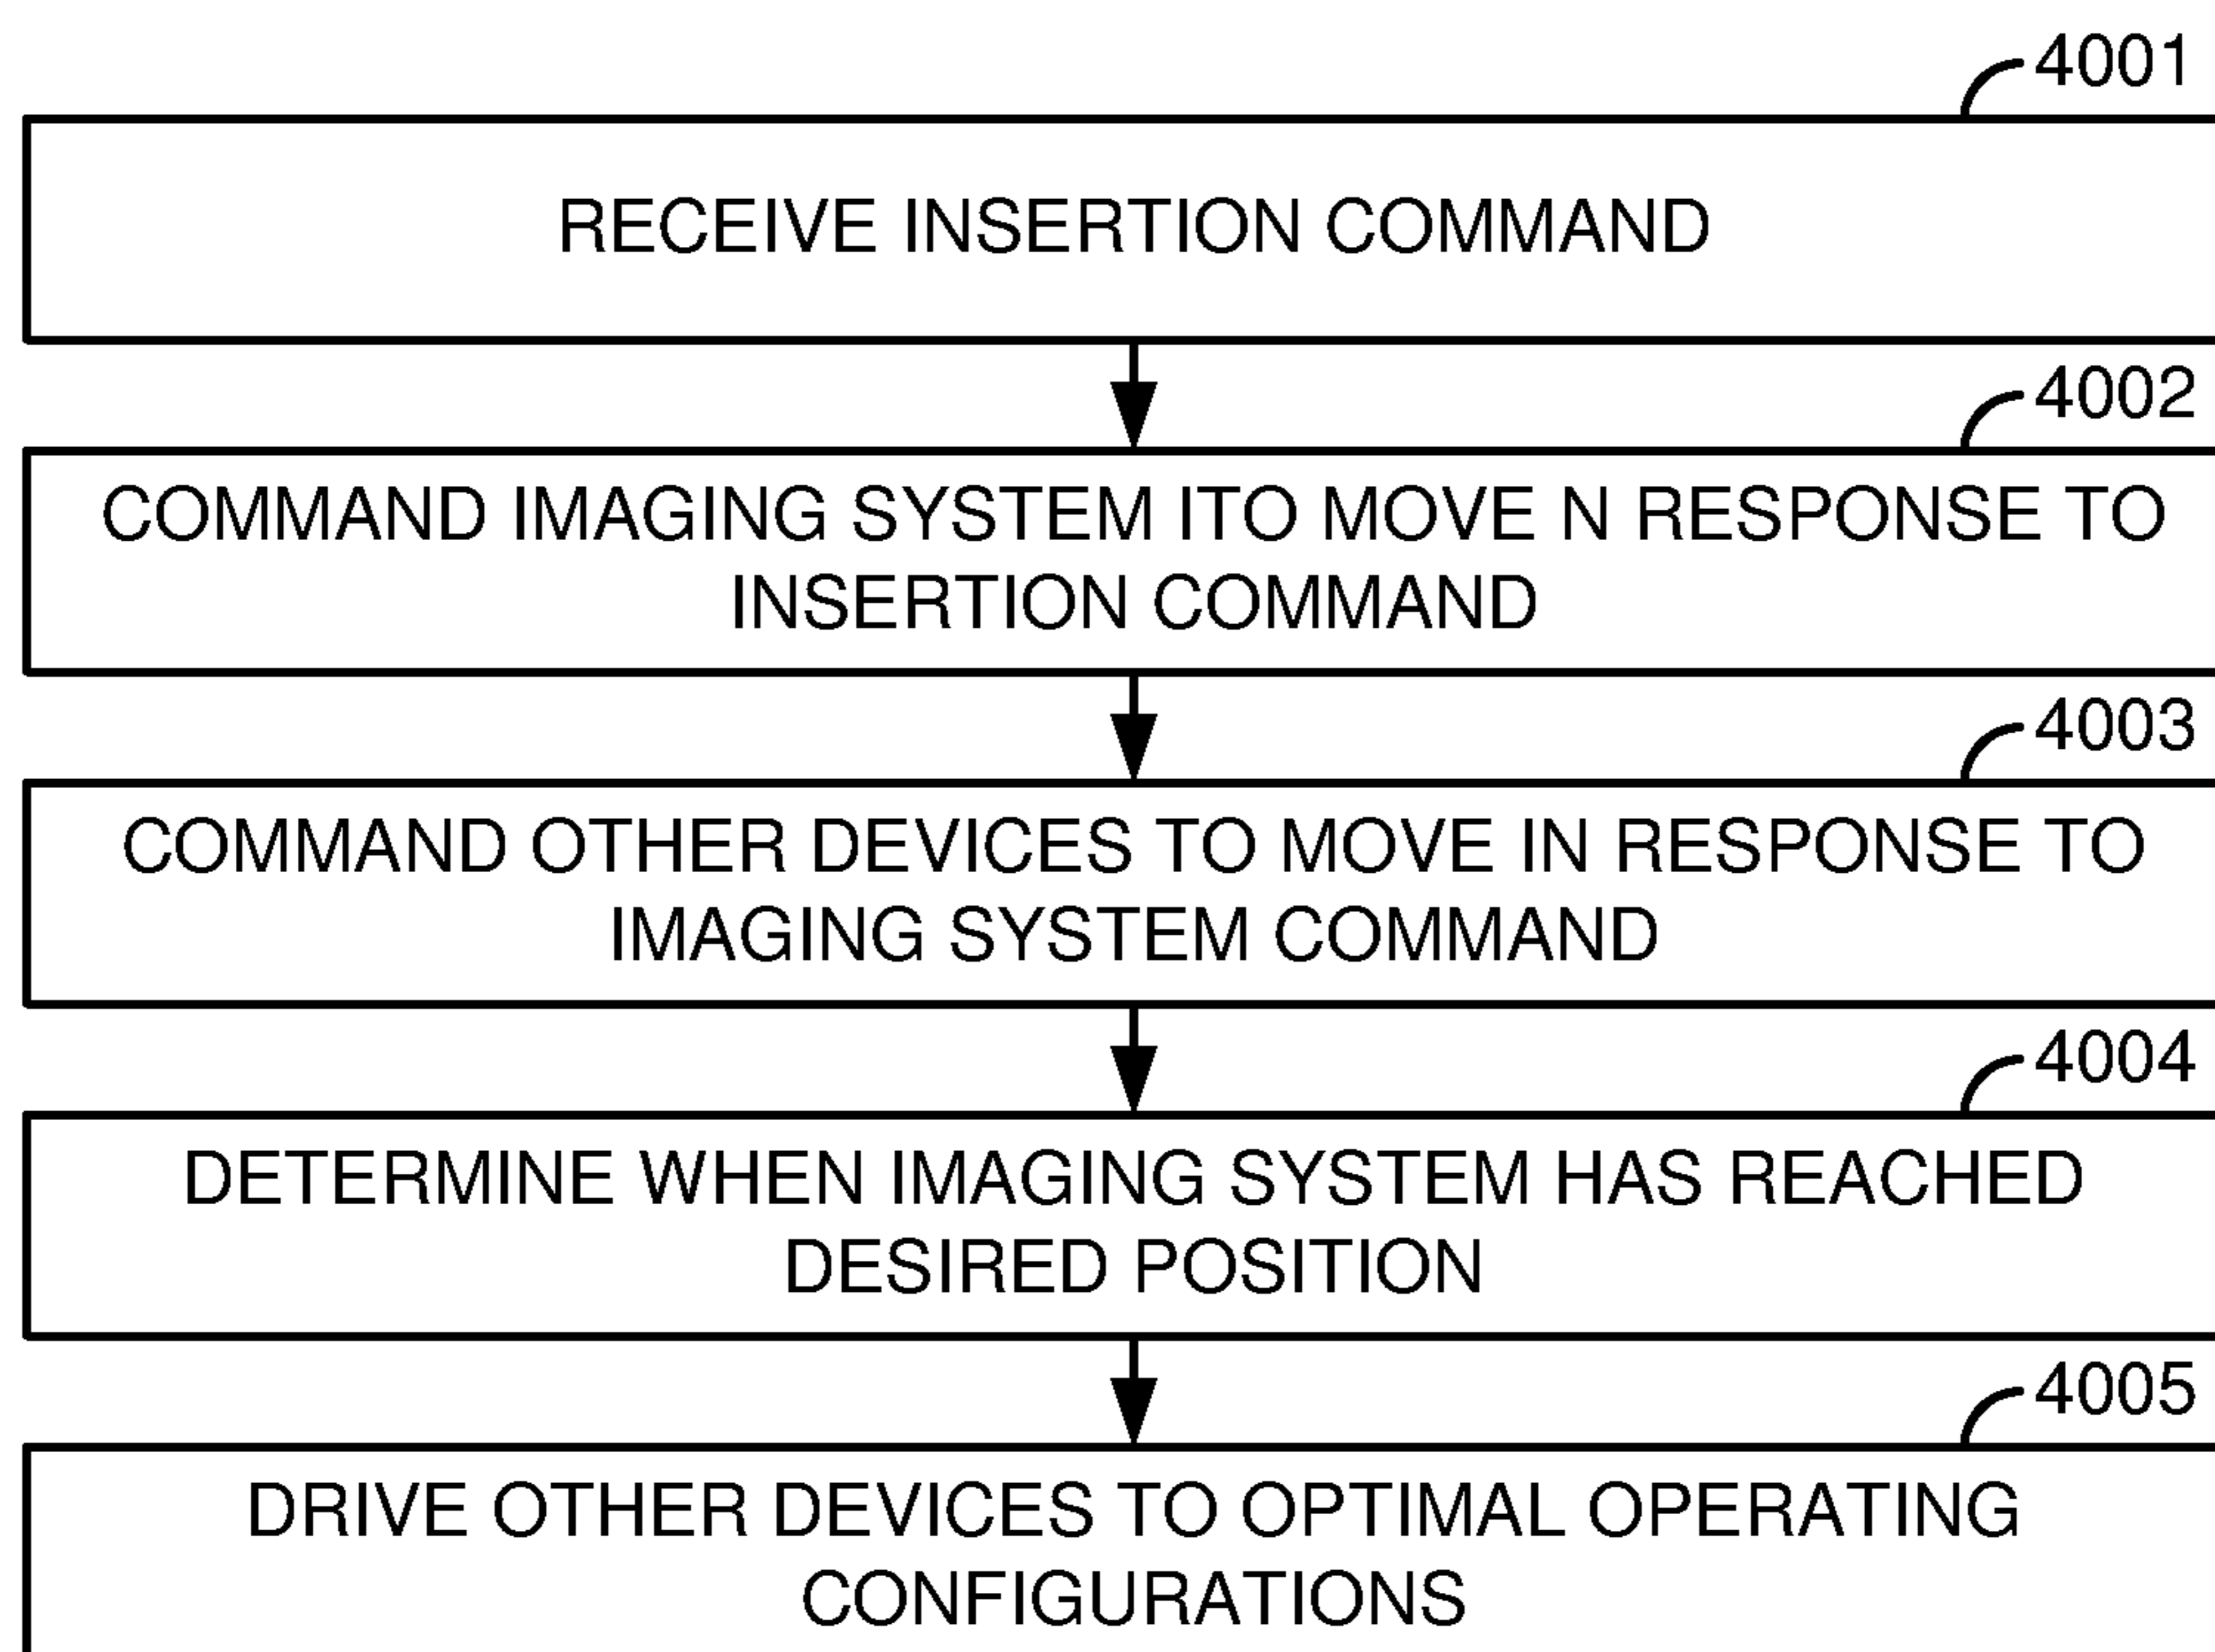 4001
RECEIVE INSERTION COMMAND
4002
COMMAND IMAGING SYSTEM ITO MOVE N RESPONSE TO
INSERTION COMMAND
4003
COMMAND OTHER DEVICES TO MOVE IN RESPONSE TO
IMAGING SYSTEM COMMAND
4004
DETERMINE WHEN IMAGING SYSTEM HAS REACHED
DESIRED POSITION
4005
DRIVE OTHER DEVICES TO OPTIMAL OPERATING
CONFIGURATIONS